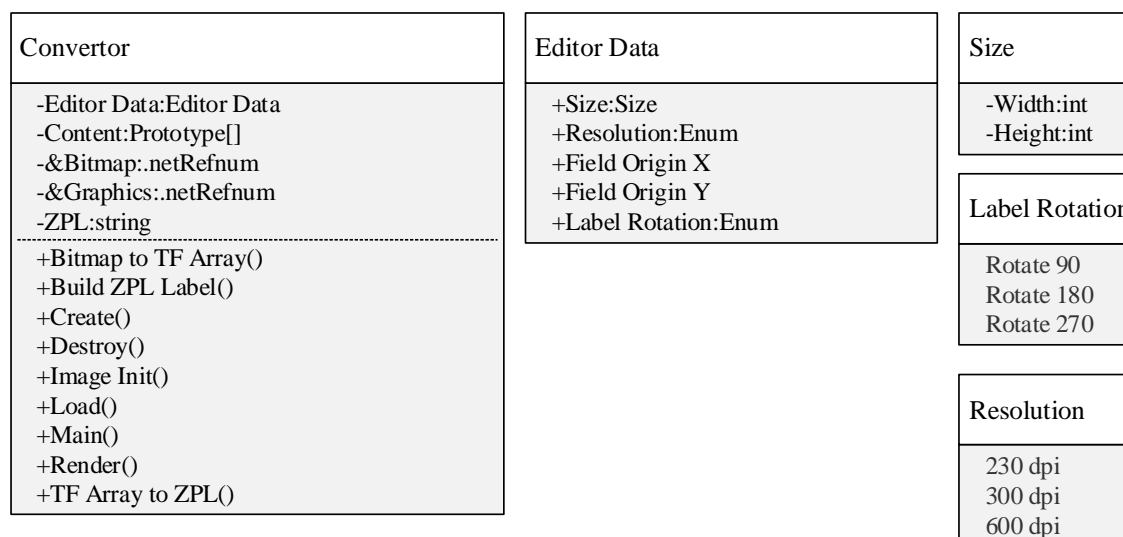 Convertor
-Editor Data:Editor Data
-Content:Prototype[]
-&Bitmap:.netRefnum
-&Graphics:.netRefnum
-ZPL:string
+Bitmap to TF Array()
+Build ZPL Label()
+Create()
+Destroy()
+Image Init()
+Load()
+Main()
+Render()
+TF Array to ZPL()
Editor Data
+Size:Size
+Resolution:Enum
+Field Origin X
+Field Origin Y
+Label Rotation:Enum
Size
-Width:int
-Height:int
Label Rotation
Rotate 90
Rotate 180
Rotate 270
Resolution
230 dpi
300 dpi
600 dpi